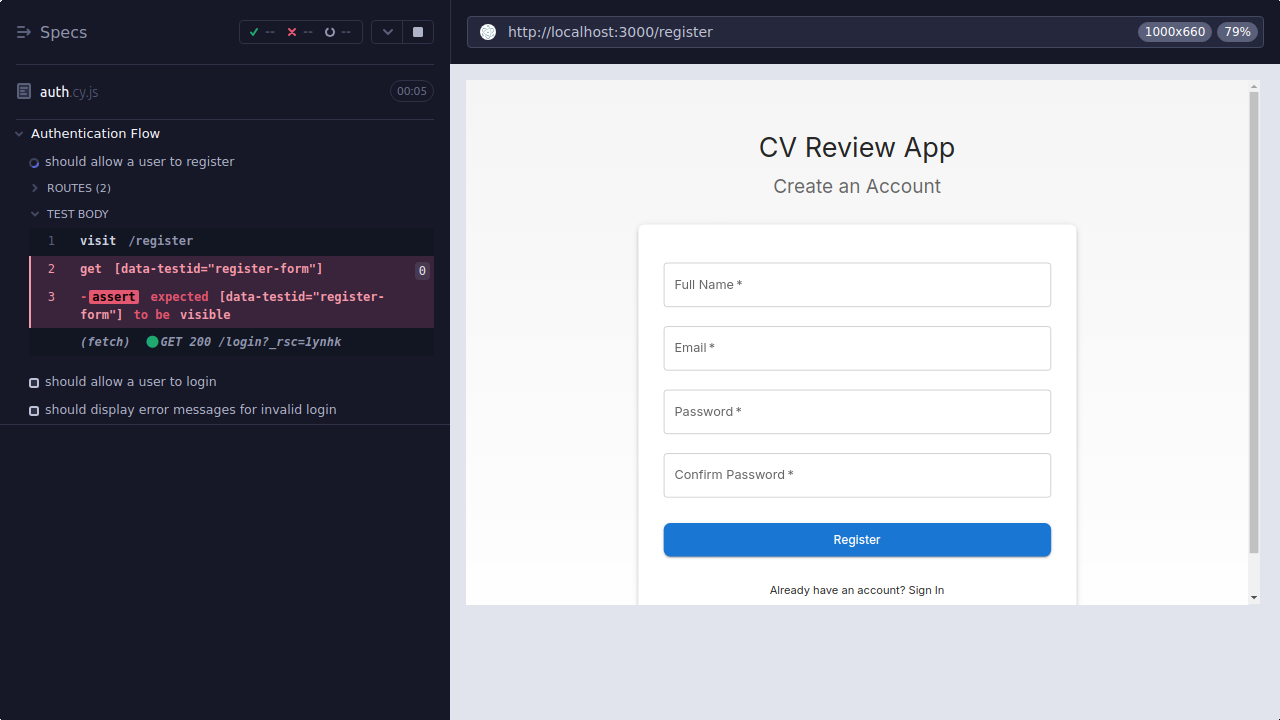 Specs
-- -- --
auth.cy.js 00:05
Authentication Flow
should allow a user to register
ROUTES (2)
TEST BODY
1 visit /register
2 get [data-testid="register-form"] 0
3 -assert expected [data-testid="register-
form"] to be visible
(fetch) GET 200 /login?_rsc=1ynhk
should allow a user to login
should display error messages for invalid login
http://localhost:3000/register 1000x660 79%
CV Review App
Create an Account
Full Name *
Email *
Password *
Confirm Password *
Register
Already have an account? Sign In